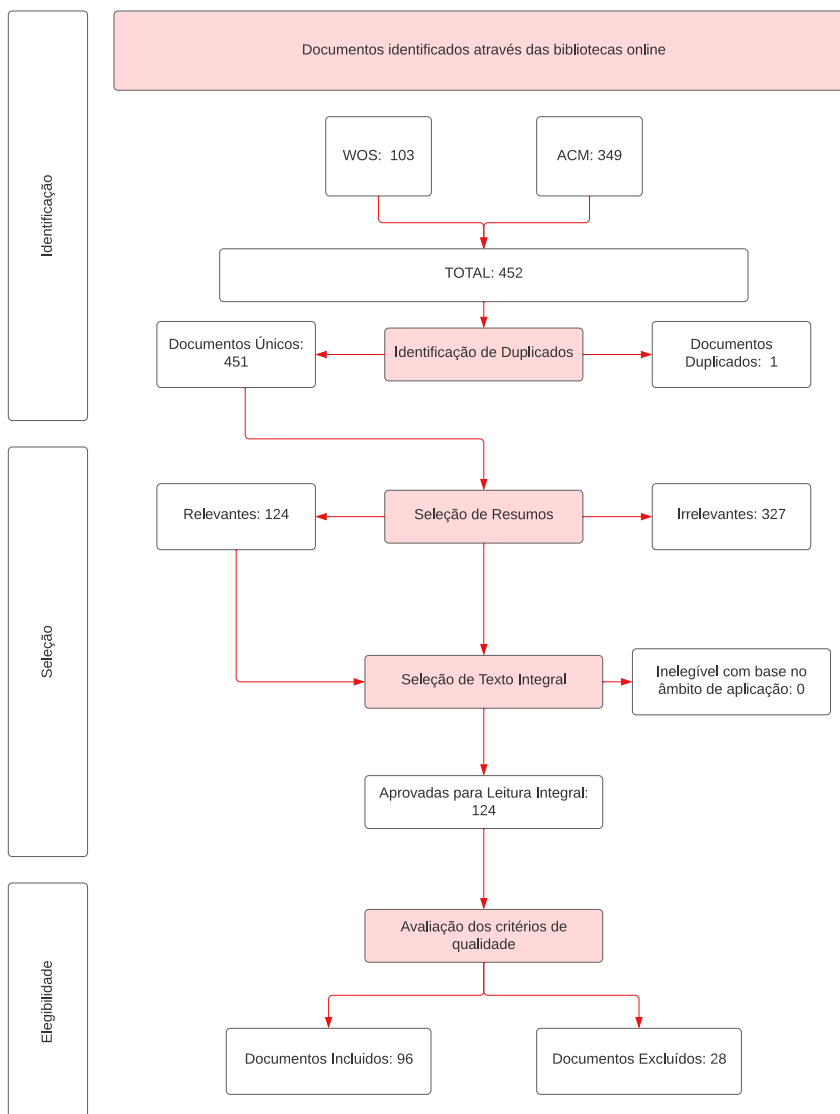 Documentos identificados através das bibliotecas online
Identificação
WOS:  103
ACM: 349
TOTAL: 452
Documentos Únicos:
451
Identificação de Duplicados
Documentos
Duplicados:  1
Seleção
Relevantes: 124
Seleção de Resumos
Irrelevantes: 327
Seleção de Texto Integral
Inelegível com base no
âmbito de aplicação: 0
Aprovadas para Leitura Integral:
124
Elegibilidade
Avaliação dos critérios de
qualidade
Documentos Incluidos: 96
Documentos Excluídos: 28